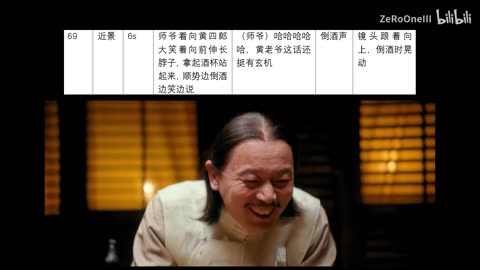 ZeRoOneIII bilibili
69 近景 6s 师爷看向黄四郎 （师）哈哈哈哈哈 倒酒声 镜头跟着向
大笑着向前伸长 哈，黄老爷这话还 上，倒酒时晃
脖子，拿起酒杯站 挺有玄机 动
起来，顺势边倒酒
边笑边说